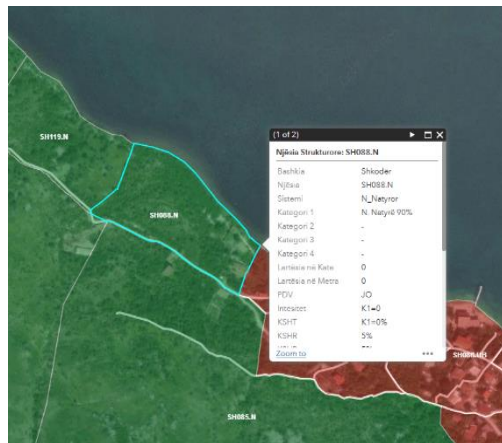 SH119.N
SH088.N
(1 of 2)
Njësia Strukturore: SH088.N
Bashkia Shkoder
Njësia SH088.N
Sistemi N_Natyror
Kategori 1 N. Natyrë 90%
Kategori 2 -
Kategori 3 -
Kategori 4 -
Lartësia në Kate 0
Lartësia në Metra 0
PDV JO
Intesitet K1=0
KSHT K1=0%
KSHR 5%
Zoom to
SH085.N